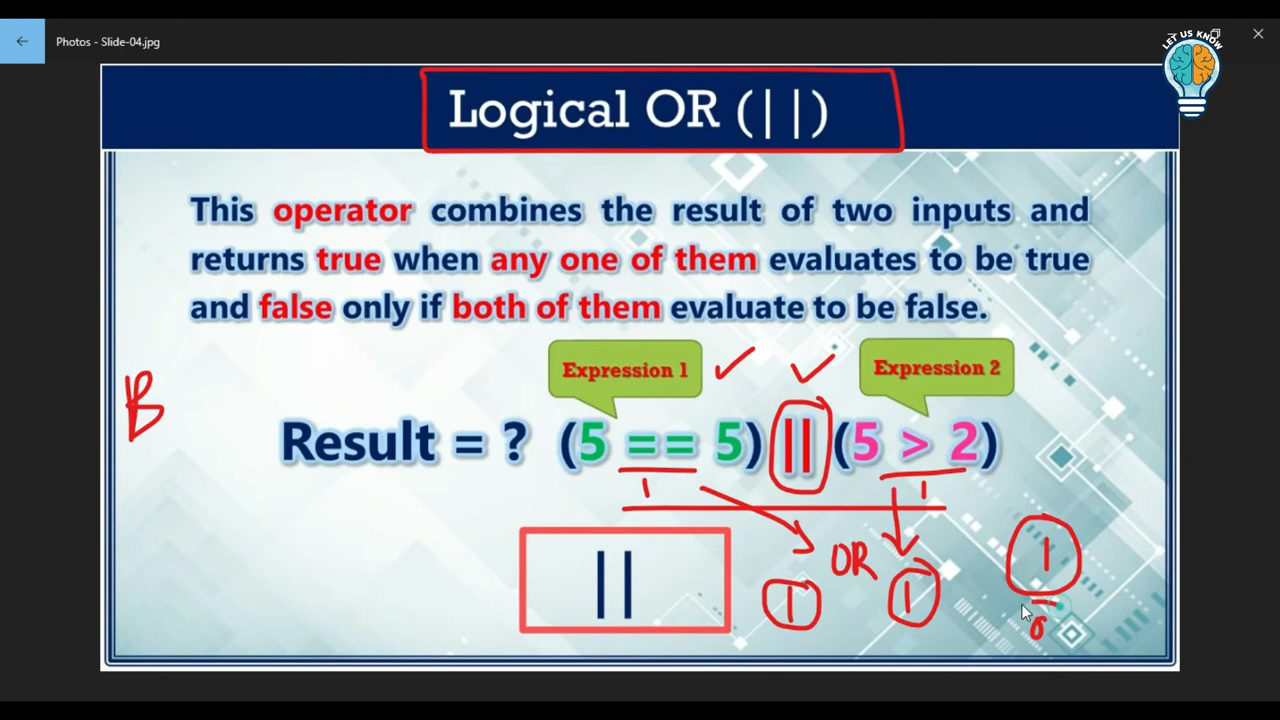 Photos - Slide-04.jpg
LET US KNOW
Logical OR (||)
This operator combines the result of two inputs and
returns true when any one of them evaluates to be true
and false only if both of them evaluate to be false.
Expression 1
Expression 2
B
Result = ? (5 == 5) || (5 > 2)
1 1
||
1 OR 1
1
0